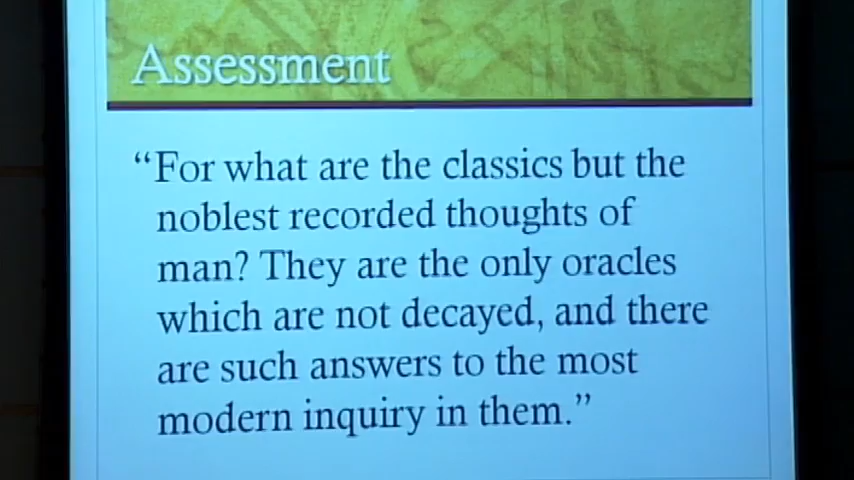 Assessment
“For what are the classics but the
noblest recorded thoughts of
man? They are the only oracles
which are not decayed, and there
are such answers to the most
modern inquiry in them.”